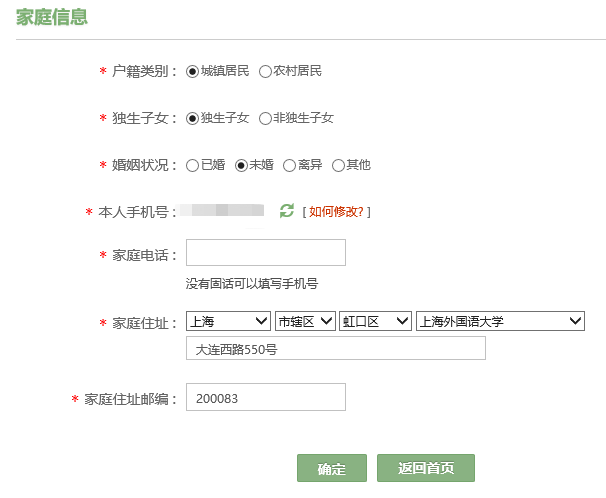 家庭信息
* 户籍类别： 城镇居民 农村居民
* 独生子女： 独生子女 非独生子女
* 婚姻状况： 已婚 未婚 离异 其他
* 本人手机号： [ 如何修改? ]
* 家庭电话：
没有固话可以填写手机号
* 家庭住址： 上海 市辖区 虹口区 上海外国语大学
大连西路550号
* 家庭住址邮编： 200083
确定 返回首页